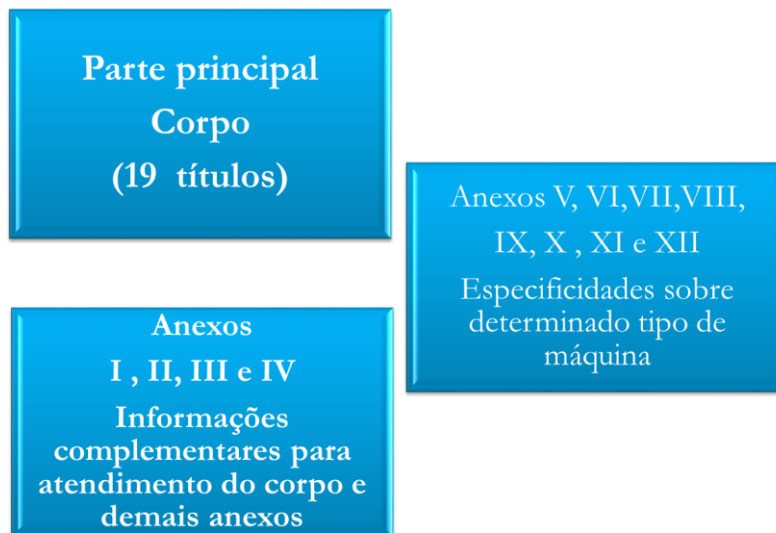 Parte principal
Corpo
(19 títulos)
Anexos V, VI,VII,VIII,
IX, X , XI e XII
Especificidades sobre
determinado tipo de
máquina
Anexos
I , II, III e IV
Informações
complementares para
atendimento do corpo e
demais anexos